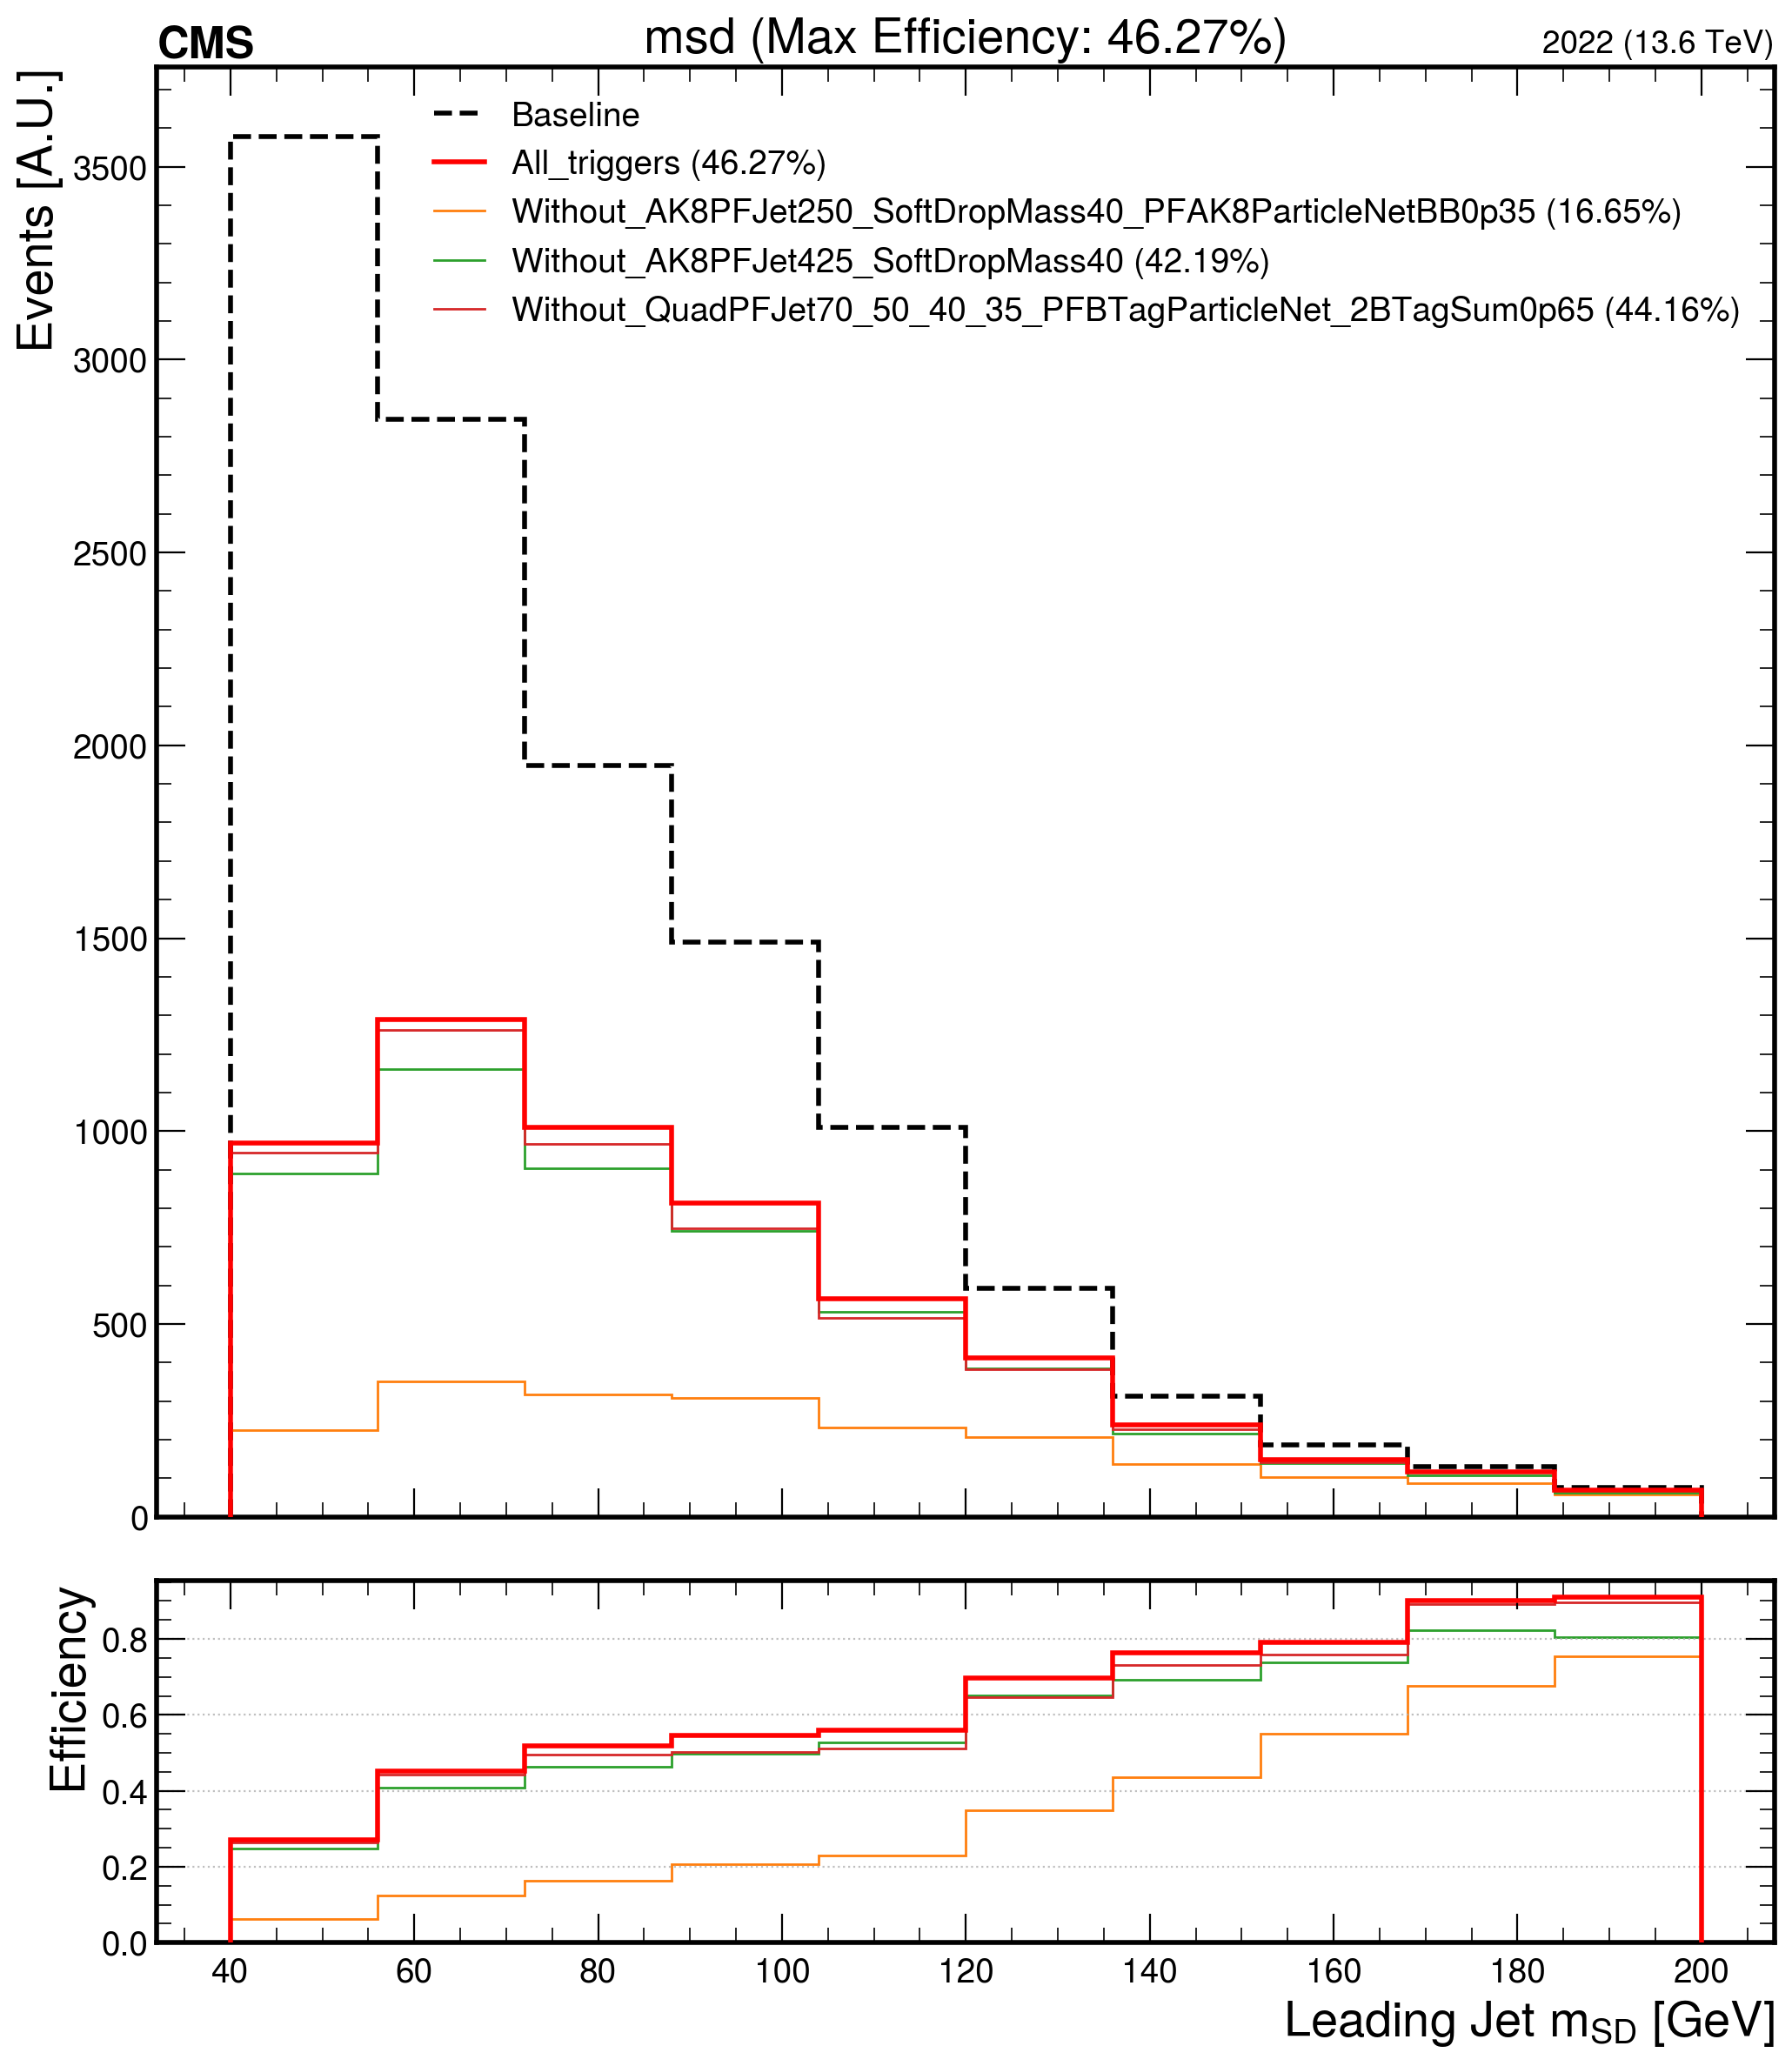 CMS
msd (Max Efficiency: 46.27%)
2022 (13.6 TeV)
Events [A.U.]
3500
3000
2500
2000
1500
1000
500
0
Baseline
All_triggers (46.27%)
Without_AK8PFJet250_SoftDropMass40_PFAK8ParticleNetBB0p35 (16.65%)
Without_AK8PFJet425_SoftDropMass40 (42.19%)
Without_QuadPFJet70_50_40_35_PFBTagParticleNet_2BTagSum0p65 (44.16%)
Efficiency
0.8
0.6
0.4
0.2
0.0
40 60 80 100 120 140 160 180 200
Leading Jet mSD [GeV]